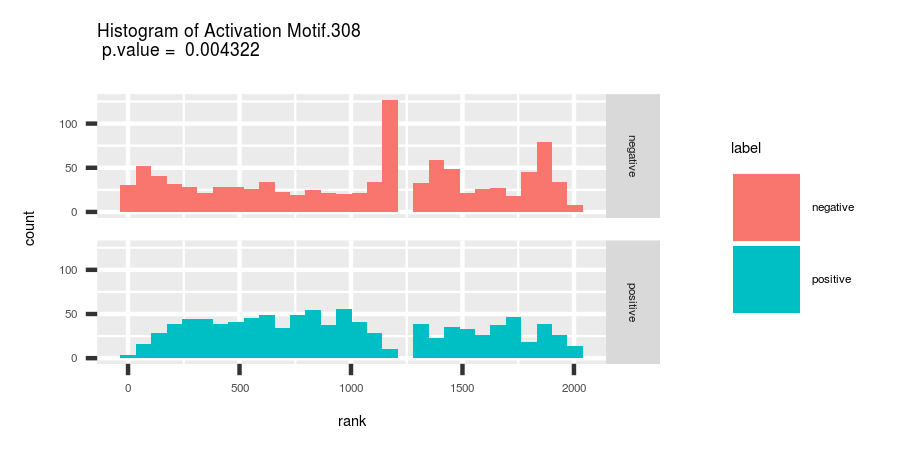 Histogram of Activation Motif.308
p.value = 0.004322
count
100
50
0
negative
100
50
0
positive
0 500 1000 1500 2000
rank
label
negative
positive